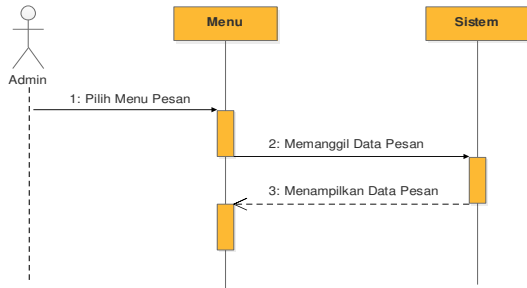 Menu
Sistem
Admin
1: Pilih Menu Pesan
2: Memanggil Data Pesan
3: Menampilkan Data Pesan